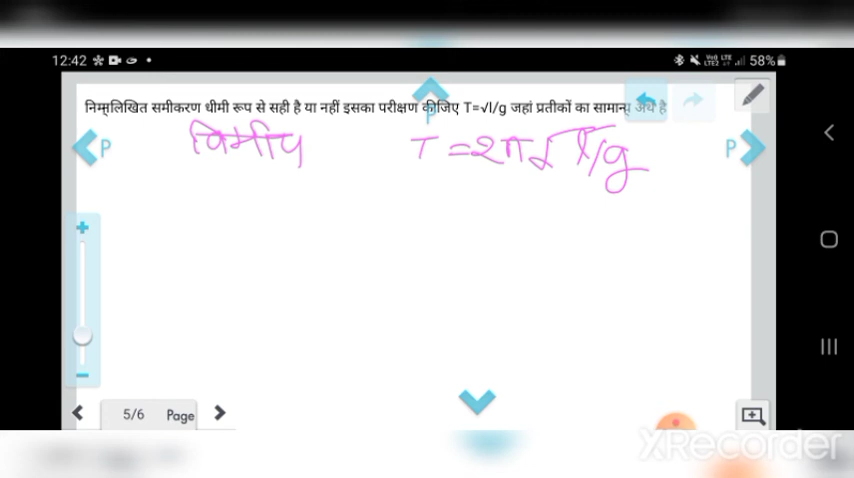 12:42 58%
निम्नलिखित समीकरण धीमी रूप से सही है या नहीं इसका परीक्षण कीजिए T=√l/g जहां प्रतीकों का सामान्य अर्थ है
P P P
विमीय T = 2π√l/g
5/6 Page
XRecorder